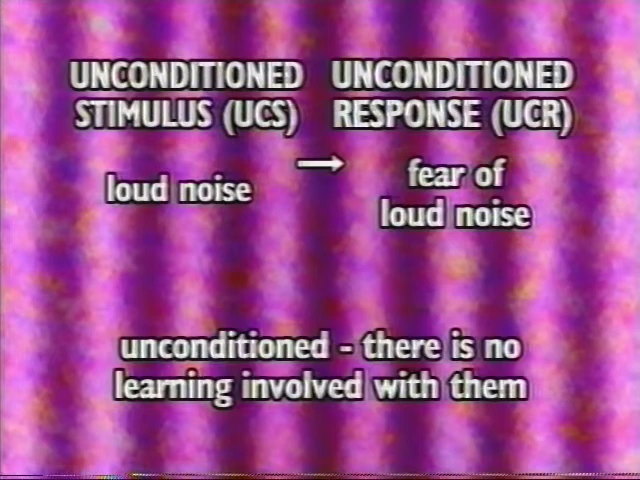 UNCONDITIONED
STIMULUS (UCS)
UNCONDITIONED
RESPONSE (UCR)
loud noise
fear of
loud noise
unconditioned - there is no
learning involved with them